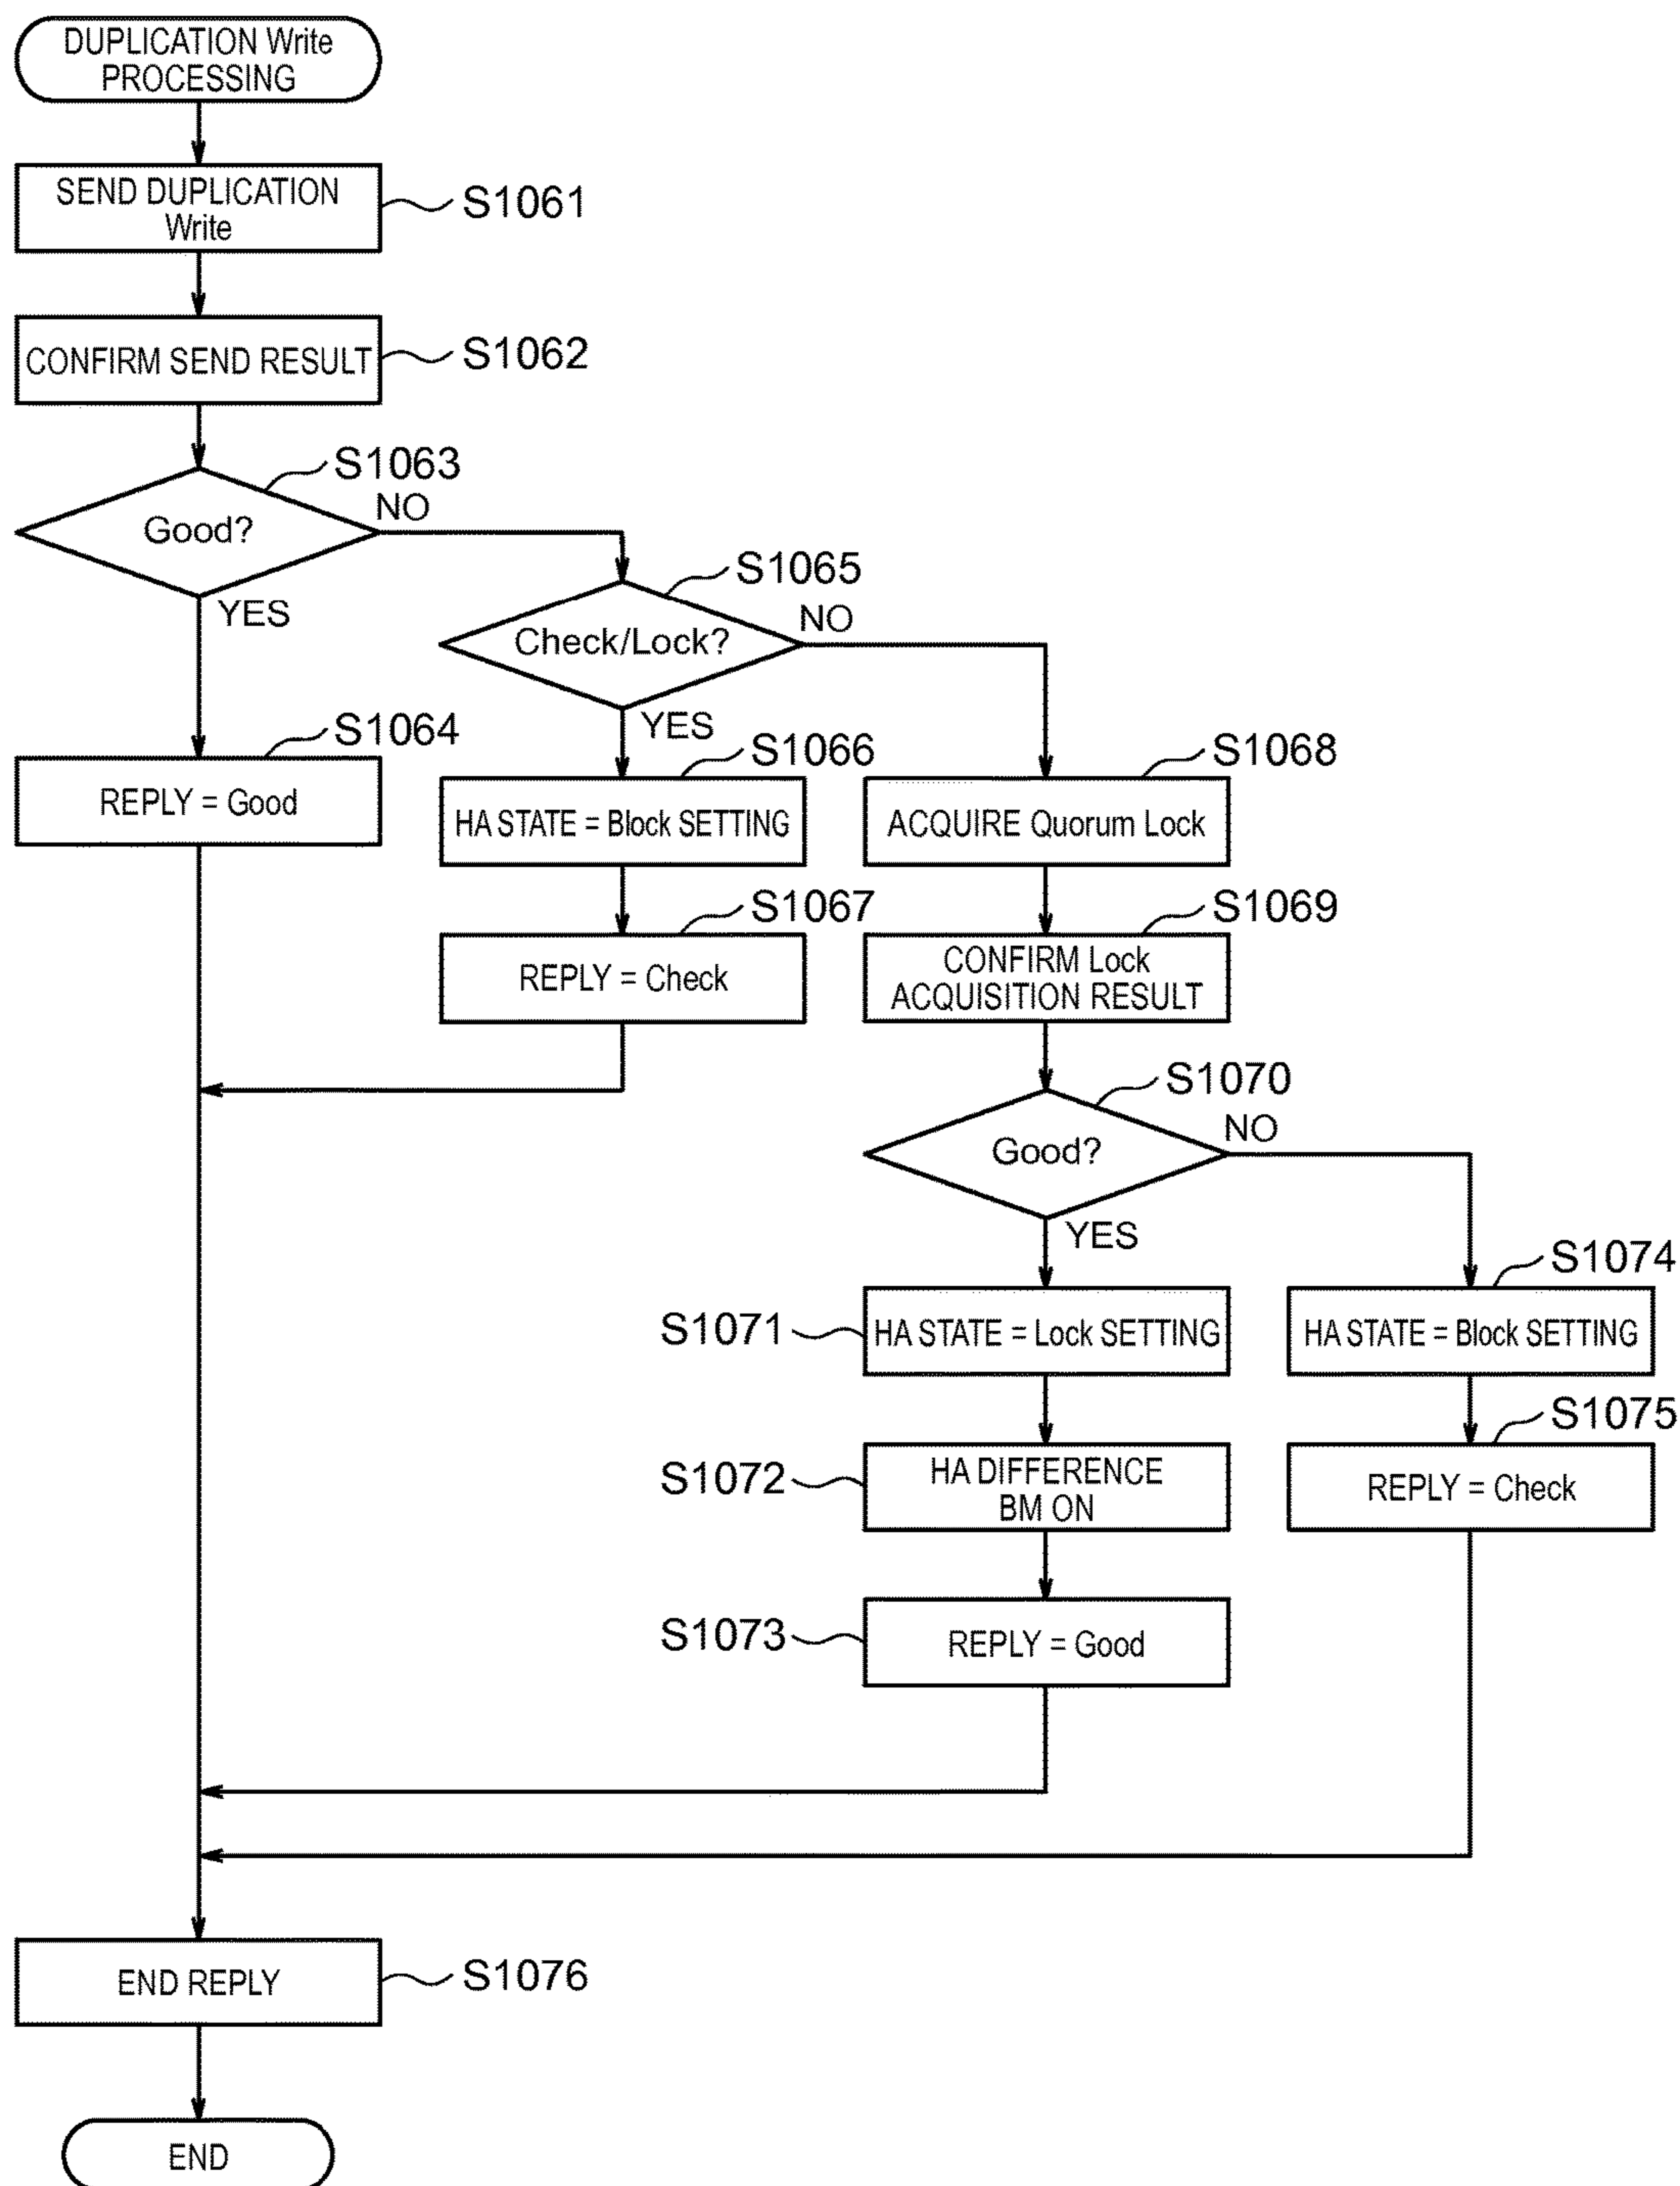 DUPLICATION Write
PROCESSING
SEND DUPLICATION
Write
S1061
CONFIRM SEND RESULT
S1062
S1063
Good?
NO
YES
S1065
Check/Lock?
NO
YES
S1064
REPLY = Good
S1066
HA STATE = Block SETTING
S1068
ACQUIRE Quorum Lock
S1067
REPLY = Check
S1069
CONFIRM Lock
ACQUISITION RESULT
S1070
Good?
NO
YES
S1071
HA STATE = Lock SETTING
S1074
HA STATE = Block SETTING
S1072
HA DIFFERENCE
BM ON
S1075
REPLY = Check
S1073
REPLY = Good
END REPLY
S1076
END